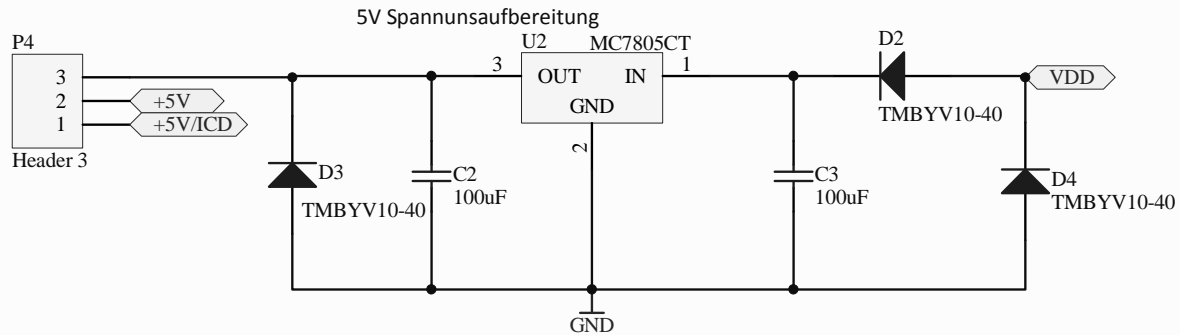 5V Spannunsaufbereitung
P4
3
2
1
+5V
+5V/ICD
Header 3
D3
TMBYV10-40
C2
100uF
U2
MC7805CT
3
OUT
IN
1
GND
2
GND
C3
100uF
D2
TMBYV10-40
VDD
D4
TMBYV10-40